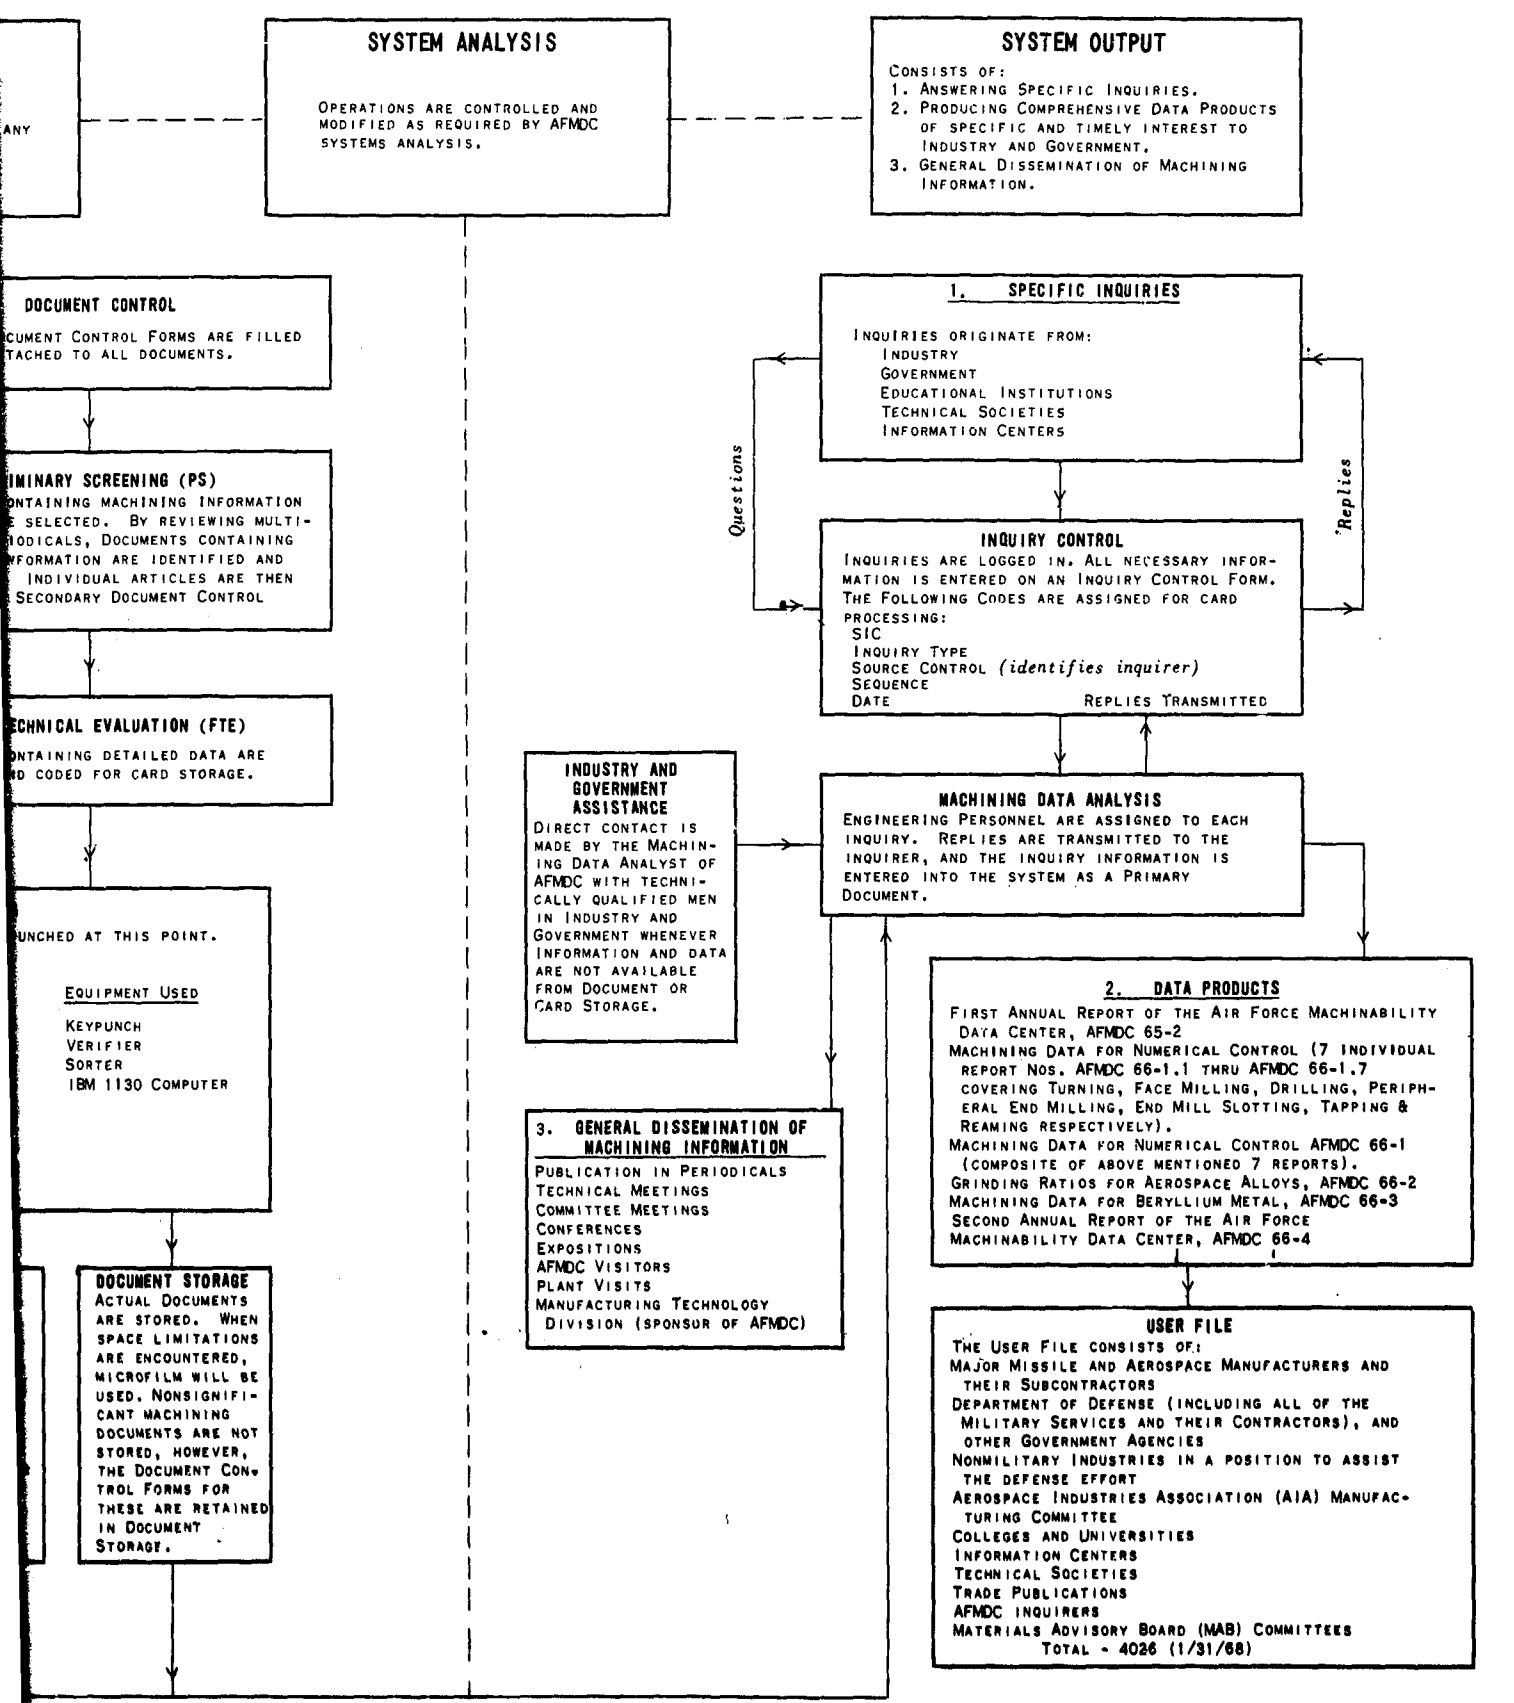 ANY
SYSTEM ANALYSIS
OPERATIONS ARE CONTROLLED AND
MODIFIED AS REQUIRED BY AFMDC
SYSTEMS ANALYSIS.
SYSTEM OUTPUT
CONSISTS OF:
1. ANSWERING SPECIFIC INQUIRIES.
2. PRODUCING COMPREHENSIVE DATA PRODUCTS
OF SPECIFIC AND TIMELY INTEREST TO
INDUSTRY AND GOVERNMENT.
3. GENERAL DISSEMINATION OF MACHINING
INFORMATION.
DOCUMENT CONTROL
CUMENT CONTROL FORMS ARE FILLED
TACHED TO ALL DOCUMENTS.
IMINARY SCREENING (PS)
ONTAINING MACHINING INFORMATION
E SELECTED. BY REVIEWING MULTI-
IODICALS, DOCUMENTS CONTAINING
NFORMATION ARE IDENTIFIED AND
INDIVIDUAL ARTICLES ARE THEN
SECONDARY DOCUMENT CONTROL
ECHNICAL EVALUATION (FTE)
ONTAINING DETAILED DATA ARE
ND CODED FOR CARD STORAGE.
UNCHED AT THIS POINT.
EQUIPMENT USED
KEYPUNCH
VERIFIER
SORTER
IBM 1130 COMPUTER
DOCUMENT STORAGE
ACTUAL DOCUMENTS
ARE STORED. WHEN
SPACE LIMITATIONS
ARE ENCOUNTERED,
MICROFILM WILL BE
USED. NONSIGNIFI-
CANT MACHINING
DOCUMENTS ARE NOT
STORED, HOWEVER,
THE DOCUMENT CON-
TROL FORMS FOR
THESE ARE RETAINED
IN DOCUMENT
STORAGE.
1. SPECIFIC INQUIRIES
INQUIRIES ORIGINATE FROM:
INDUSTRY
GOVERNMENT
EDUCATIONAL INSTITUTIONS
TECHNICAL SOCIETIES
INFORMATION CENTERS
Questions
Replies
INQUIRY CONTROL
INQUIRIES ARE LOGGED IN. ALL NECESSARY INFOR-
MATION IS ENTERED ON AN INQUIRY CONTROL FORM.
THE FOLLOWING CODES ARE ASSIGNED FOR CARD
PROCESSING:
SIC
INQUIRY TYPE
SOURCE CONTROL (identifies inquirer)
SEQUENCE
DATE REPLIES TRANSMITTED
INDUSTRY AND
GOVERNMENT
ASSISTANCE
DIRECT CONTACT IS
MADE BY THE MACHIN-
ING DATA ANALYST OF
AFMDC WITH TECHNI-
CALLY QUALIFIED MEN
IN INDUSTRY AND
GOVERNMENT WHENEVER
INFORMATION AND DATA
ARE NOT AVAILABLE
FROM DOCUMENT OR
CARD STORAGE.
MACHINING DATA ANALYSIS
ENGINEERING PERSONNEL ARE ASSIGNED TO EACH
INQUIRY. REPLIES ARE TRANSMITTED TO THE
INQUIRER, AND THE INQUIRY INFORMATION IS
ENTERED INTO THE SYSTEM AS A PRIMARY
DOCUMENT.
3. GENERAL DISSEMINATION OF
MACHINING INFORMATION
PUBLICATION IN PERIODICALS
TECHNICAL MEETINGS
COMMITTEE MEETINGS
CONFERENCES
EXPOSITIONS
AFMDC VISITORS
PLANT VISITS
MANUFACTURING TECHNOLOGY
DIVISION (SPONSOR OF AFMDC)
2. DATA PRODUCTS
FIRST ANNUAL REPORT OF THE AIR FORCE MACHINABILITY
DATA CENTER, AFMDC 65-2
MACHINING DATA FOR NUMERICAL CONTROL (7 INDIVIDUAL
REPORT NOS. AFMDC 66-1.1 THRU AFMDC 66-1.7
COVERING TURNING, FACE MILLING, DRILLING, PERIPH-
ERAL END MILLING, END MILL SLOTTING, TAPPING &
REAMING RESPECTIVELY).
MACHINING DATA FOR NUMERICAL CONTROL AFMDC 66-1
(COMPOSITE OF ABOVE MENTIONED 7 REPORTS).
GRINDING RATIOS FOR AEROSPACE ALLOYS, AFMDC 66-2
MACHINING DATA FOR BERYLLIUM METAL, AFMDC 66-3
SECOND ANNUAL REPORT OF THE AIR FORCE
MACHINABILITY DATA CENTER, AFMDC 66-4
USER FILE
THE USER FILE CONSISTS OF:
MAJOR MISSILE AND AEROSPACE MANUFACTURERS AND
THEIR SUBCONTRACTORS
DEPARTMENT OF DEFENSE (INCLUDING ALL OF THE
MILITARY SERVICES AND THEIR CONTRACTORS), AND
OTHER GOVERNMENT AGENCIES
NONMILITARY INDUSTRIES IN A POSITION TO ASSIST
THE DEFENSE EFFORT
AEROSPACE INDUSTRIES ASSOCIATION (AIA) MANUFAC-
TURING COMMITTEE
COLLEGES AND UNIVERSITIES
INFORMATION CENTERS
TECHNICAL SOCIETIES
TRADE PUBLICATIONS
AFMDC INQUIRERS
MATERIALS ADVISORY BOARD (MAB) COMMITTEES
TOTAL - 4026 (1/31/68)